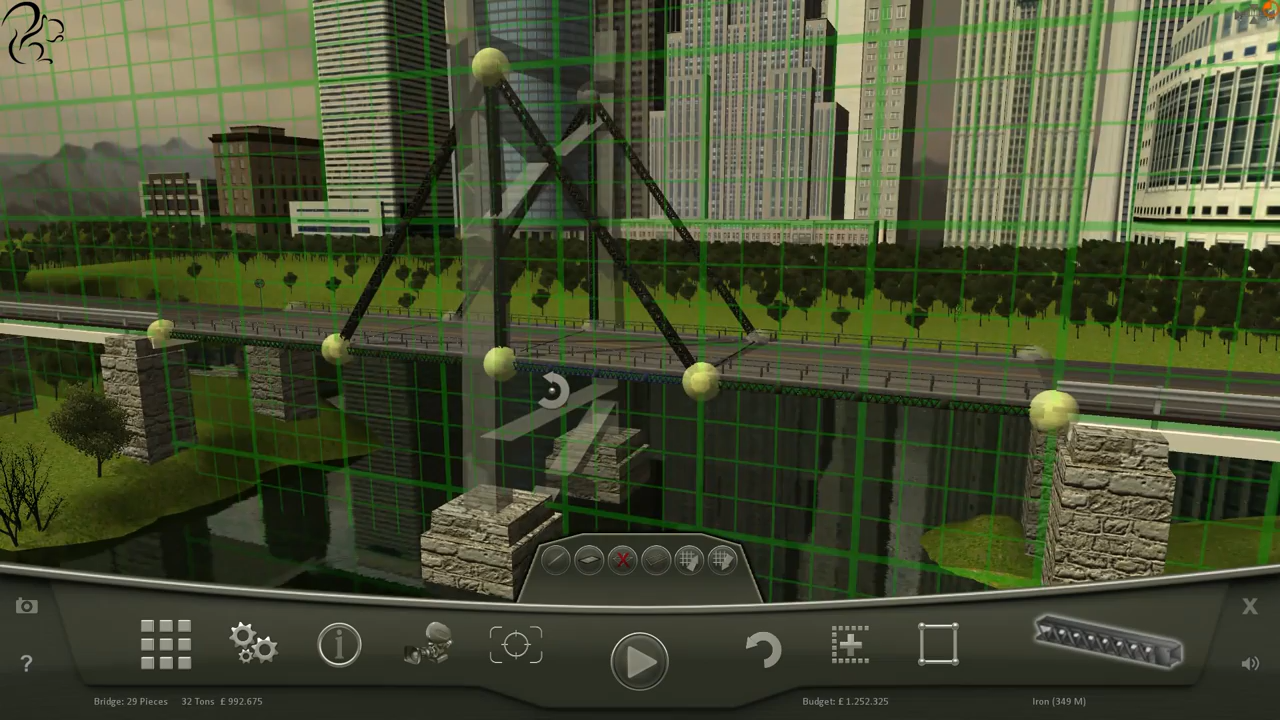 ?
Bridge: 29 Pieces 32 Tons £ 992.675
Budget: £ 1.252.325
Iron (349 M)
X